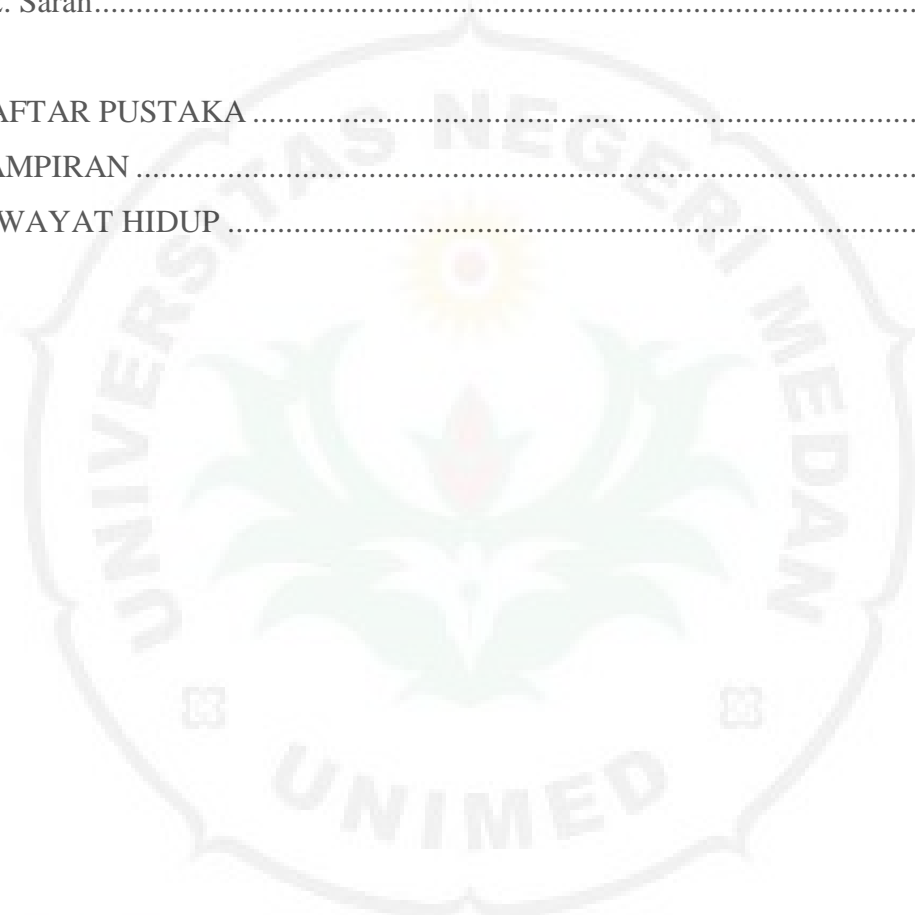 . Saran..........................................................................................
AFTAR PUSTAKA ..........................................................................
AMPIRAN ........................................................................................
WAYAT HIDUP .............................................................................
UNIVERSITAS NEGERI MEDAN
UNIMED